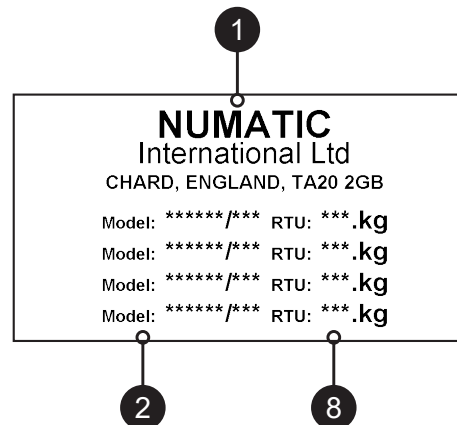 1
NUMATIC
International Ltd
CHARD, ENGLAND, TA20 2GB
Model: ******/*** RTU: ***.kg
Model: ******/*** RTU: ***.kg
Model: ******/*** RTU: ***.kg
Model: ******/*** RTU: ***.kg
2 8